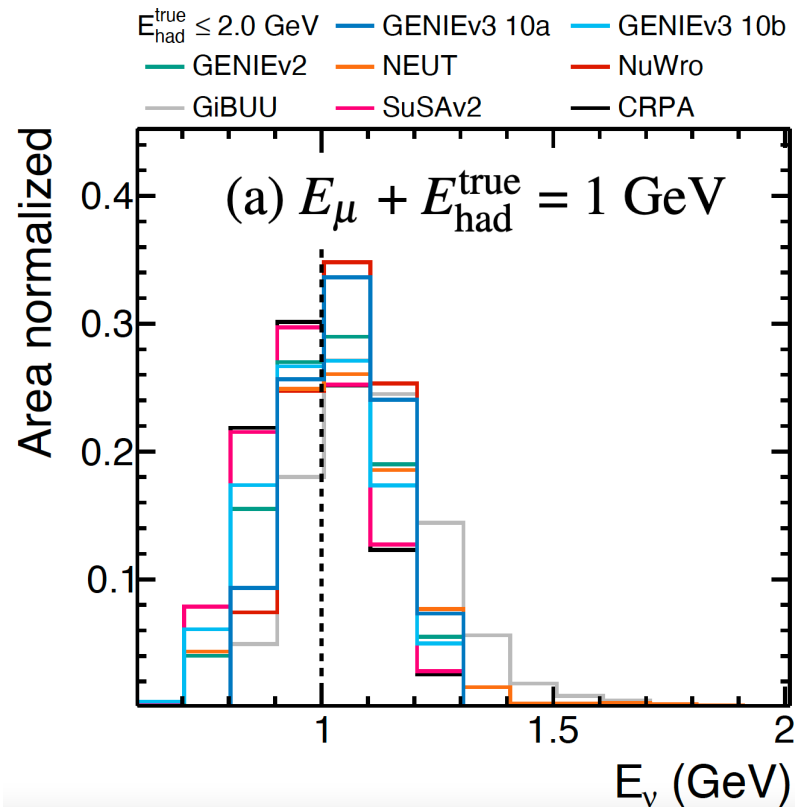 E_had^true ≤ 2.0 GeV GENIEv3 10a GENIEv3 10b
GENIEv2 NEUT NuWro
GiBUU SuSAv2 CRPA
(a) E_μ + E_had^true = 1 GeV
Area normalized
0.4
0.3
0.2
0.1
1 1.5 2
E_ν (GeV)